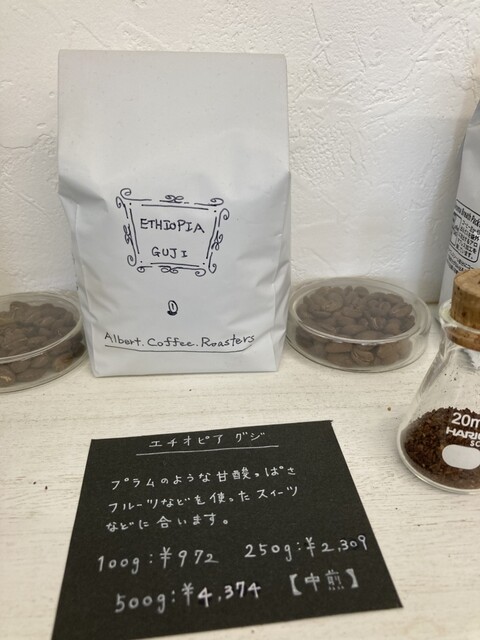 ETHIOPIA
GUJI
Albert.Coffee.Roasters
20m
HARIO
エチオピア グジ
プラムのような甘酸っぱさ
フルーツなどを使ったスイーツ
などに合います。
100g:¥972 250g:¥2,309
500g:¥4,374 【中煎】